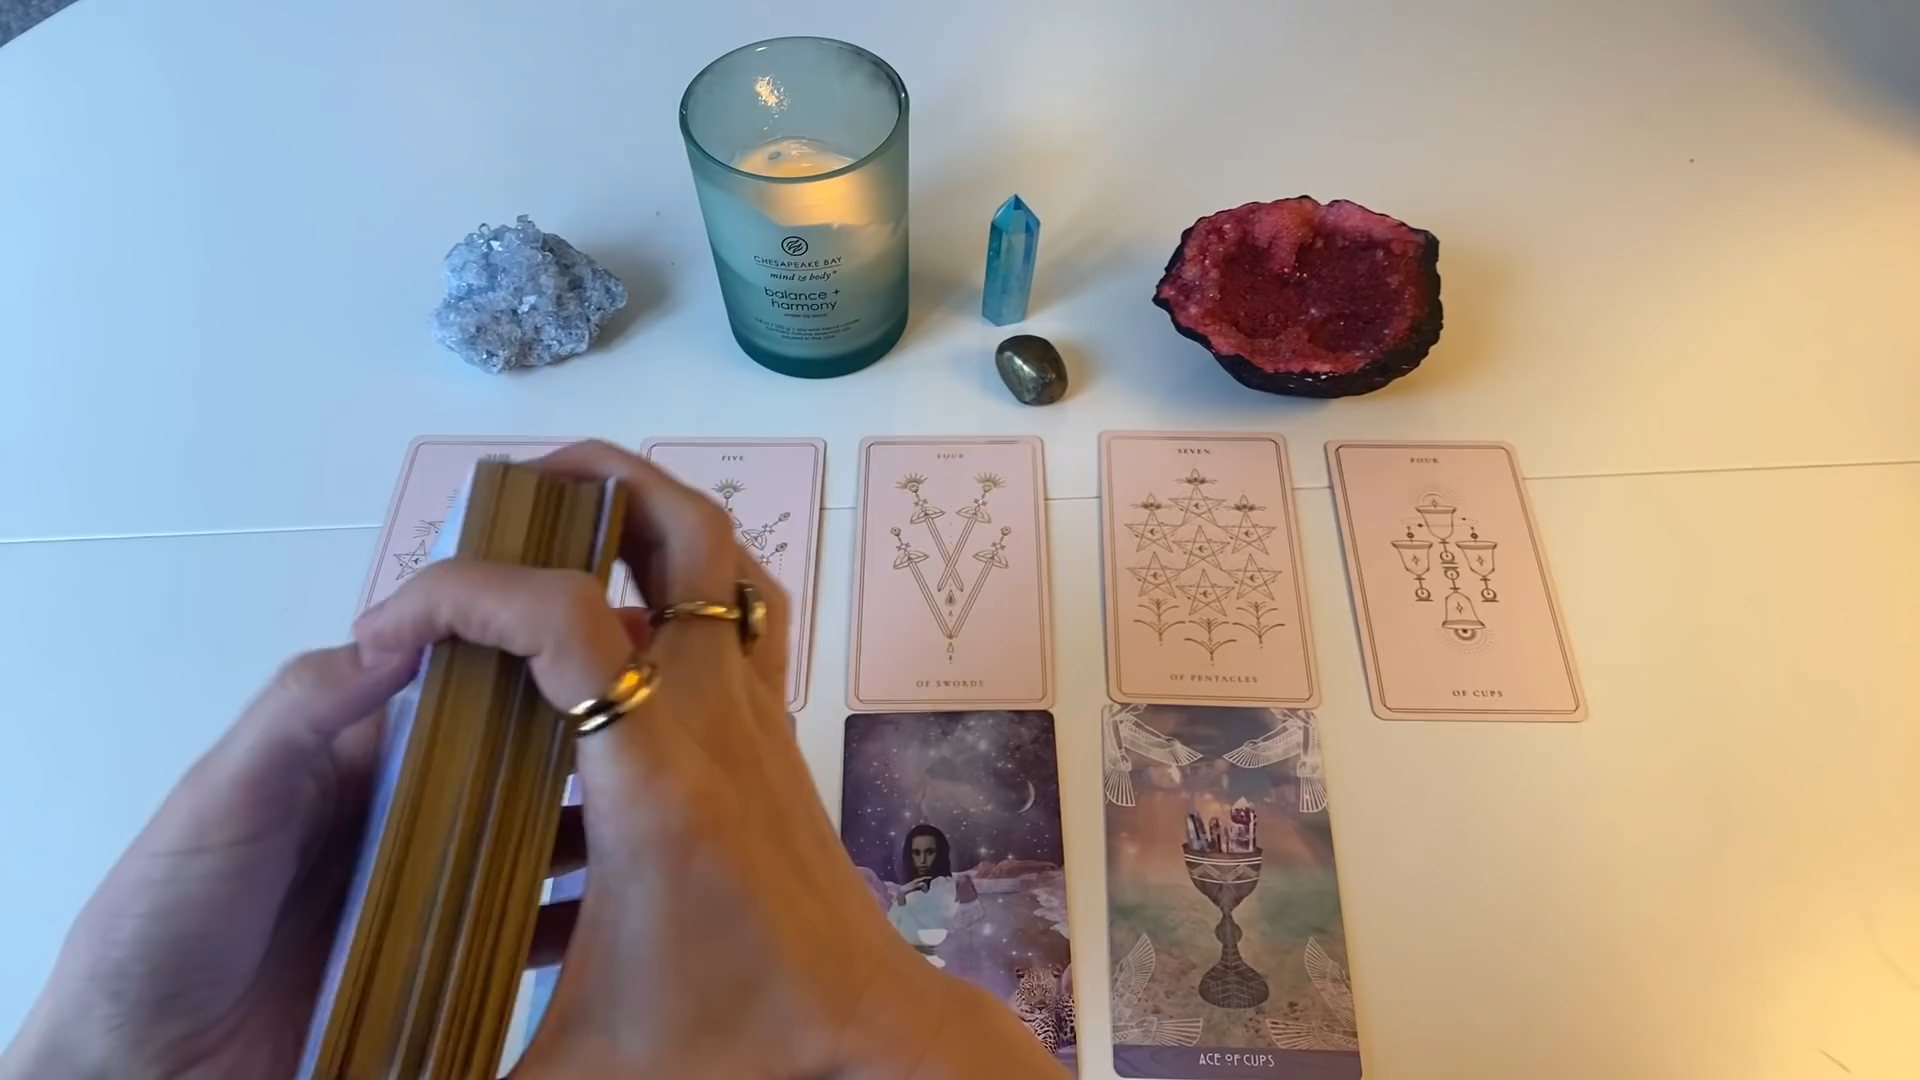 CHESAPEAKE BAY
mind & body®
balance +
harmony
FIVE
FOUR
SEVEN
FOUR
OF SWORDS
OF PENTACLES
OF CUPS
ACE OF CUPS